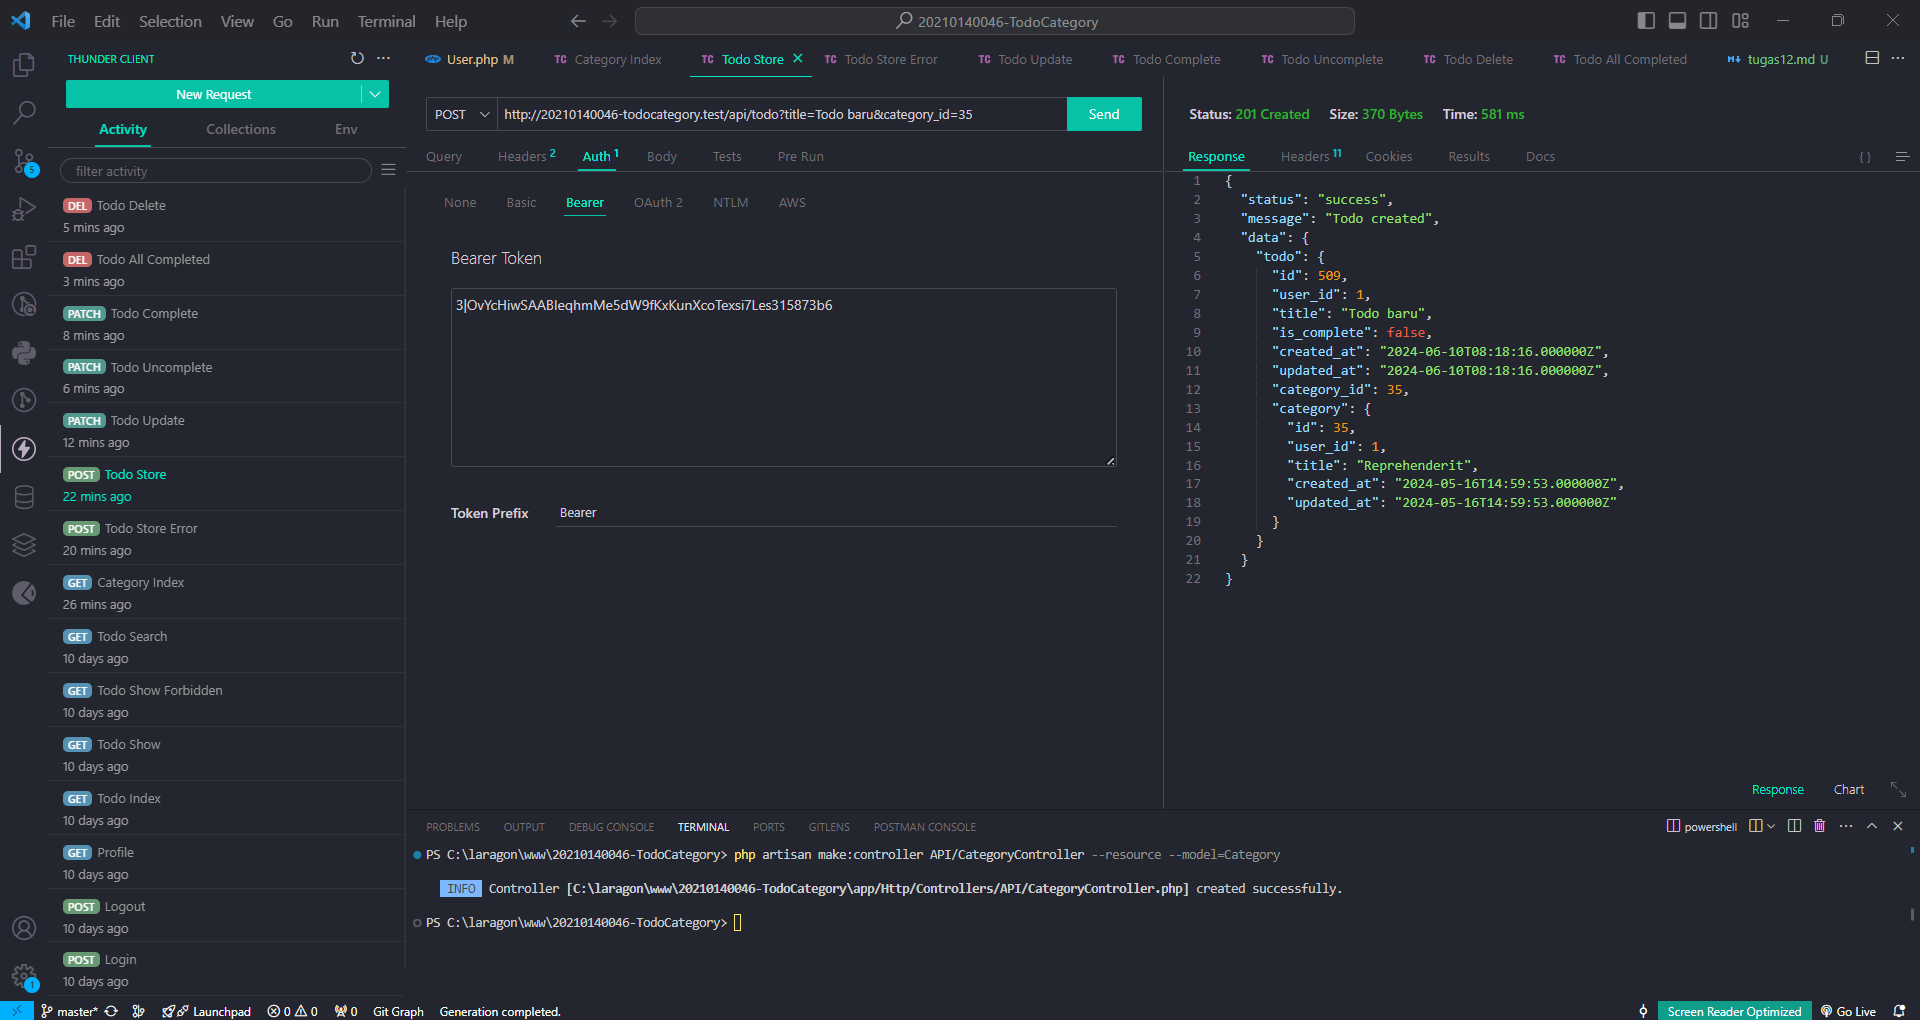 File Edit Selection View Go Run Terminal Help
20210140046-TodoCategory
THUNDER CLIENT
New Request
Activity Collections Env
filter activity
DEL Todo Delete
5 mins ago
DEL Todo All Completed
3 mins ago
PATCH Todo Complete
8 mins ago
PATCH Todo Uncomplete
6 mins ago
PATCH Todo Update
12 mins ago
POST Todo Store
22 mins ago
POST Todo Store Error
20 mins ago
GET Category Index
26 mins ago
GET Todo Search
10 days ago
GET Todo Show Forbidden
10 days ago
GET Todo Show
10 days ago
GET Todo Index
10 days ago
GET Profile
10 days ago
POST Logout
10 days ago
POST Login
10 days ago
5
1
php User.php M TC Category Index TC Todo Store TC Todo Store Error TC Todo Update TC Todo Complete TC Todo Uncomplete TC Todo Delete TC Todo All Completed M↓ tugas12.md U
POST http://20210140046-todocategory.test/api/todo?title=Todo baru&category_id=35 Send
Query Headers 2 Auth 1 Body Tests Pre Run
None Basic Bearer OAuth 2 NTLM AWS
Bearer Token
3|OvYcHiwSAABIeqhmMe5dW9fKxKunXcoTexsi7Les315873b6
Token Prefix Bearer
Status: 201 Created Size: 370 Bytes Time: 581 ms
Response Headers 11 Cookies Results Docs { }
1 {
2 "status": "success",
3 "message": "Todo created",
4 "data": {
5 "todo": {
6 "id": 509,
7 "user_id": 1,
8 "title": "Todo baru",
9 "is_complete": false,
10 "created_at": "2024-06-10T08:18:16.000000Z",
11 "updated_at": "2024-06-10T08:18:16.000000Z",
12 "category_id": 35,
13 "category": {
14 "id": 35,
15 "user_id": 1,
16 "title": "Reprehenderit",
17 "created_at": "2024-05-16T14:59:53.000000Z",
18 "updated_at": "2024-05-16T14:59:53.000000Z"
19 }
20 }
21 }
22 }
Response Chart
PROBLEMS OUTPUT DEBUG CONSOLE TERMINAL PORTS GITLENS POSTMAN CONSOLE
powershell
PS C:\laragon\www\20210140046-TodoCategory> php artisan make:controller API/CategoryController --resource --model=Category
INFO Controller [C:\laragon\www\20210140046-TodoCategory\app/Http/Controllers/API/CategoryController.php] created successfully.
PS C:\laragon\www\20210140046-TodoCategory>
master* Launchpad 0 0 0 Git Graph Generation completed. Screen Reader Optimized Go Live